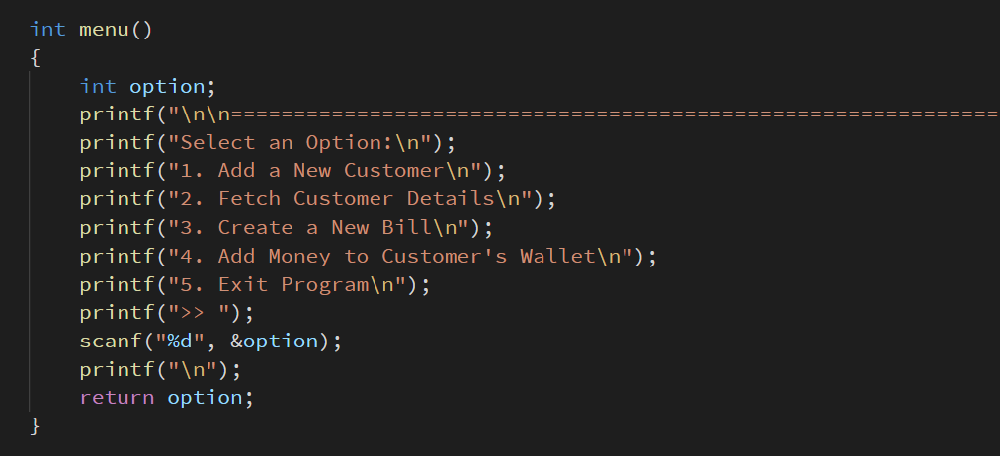 int menu()
{
    int option;
    printf("\n\n=============================================================
    printf("Select an Option:\n");
    printf("1. Add a New Customer\n");
    printf("2. Fetch Customer Details\n");
    printf("3. Create a New Bill\n");
    printf("4. Add Money to Customer's Wallet\n");
    printf("5. Exit Program\n");
    printf(">> ");
    scanf("%d", &option);
    printf("\n");
    return option;
}